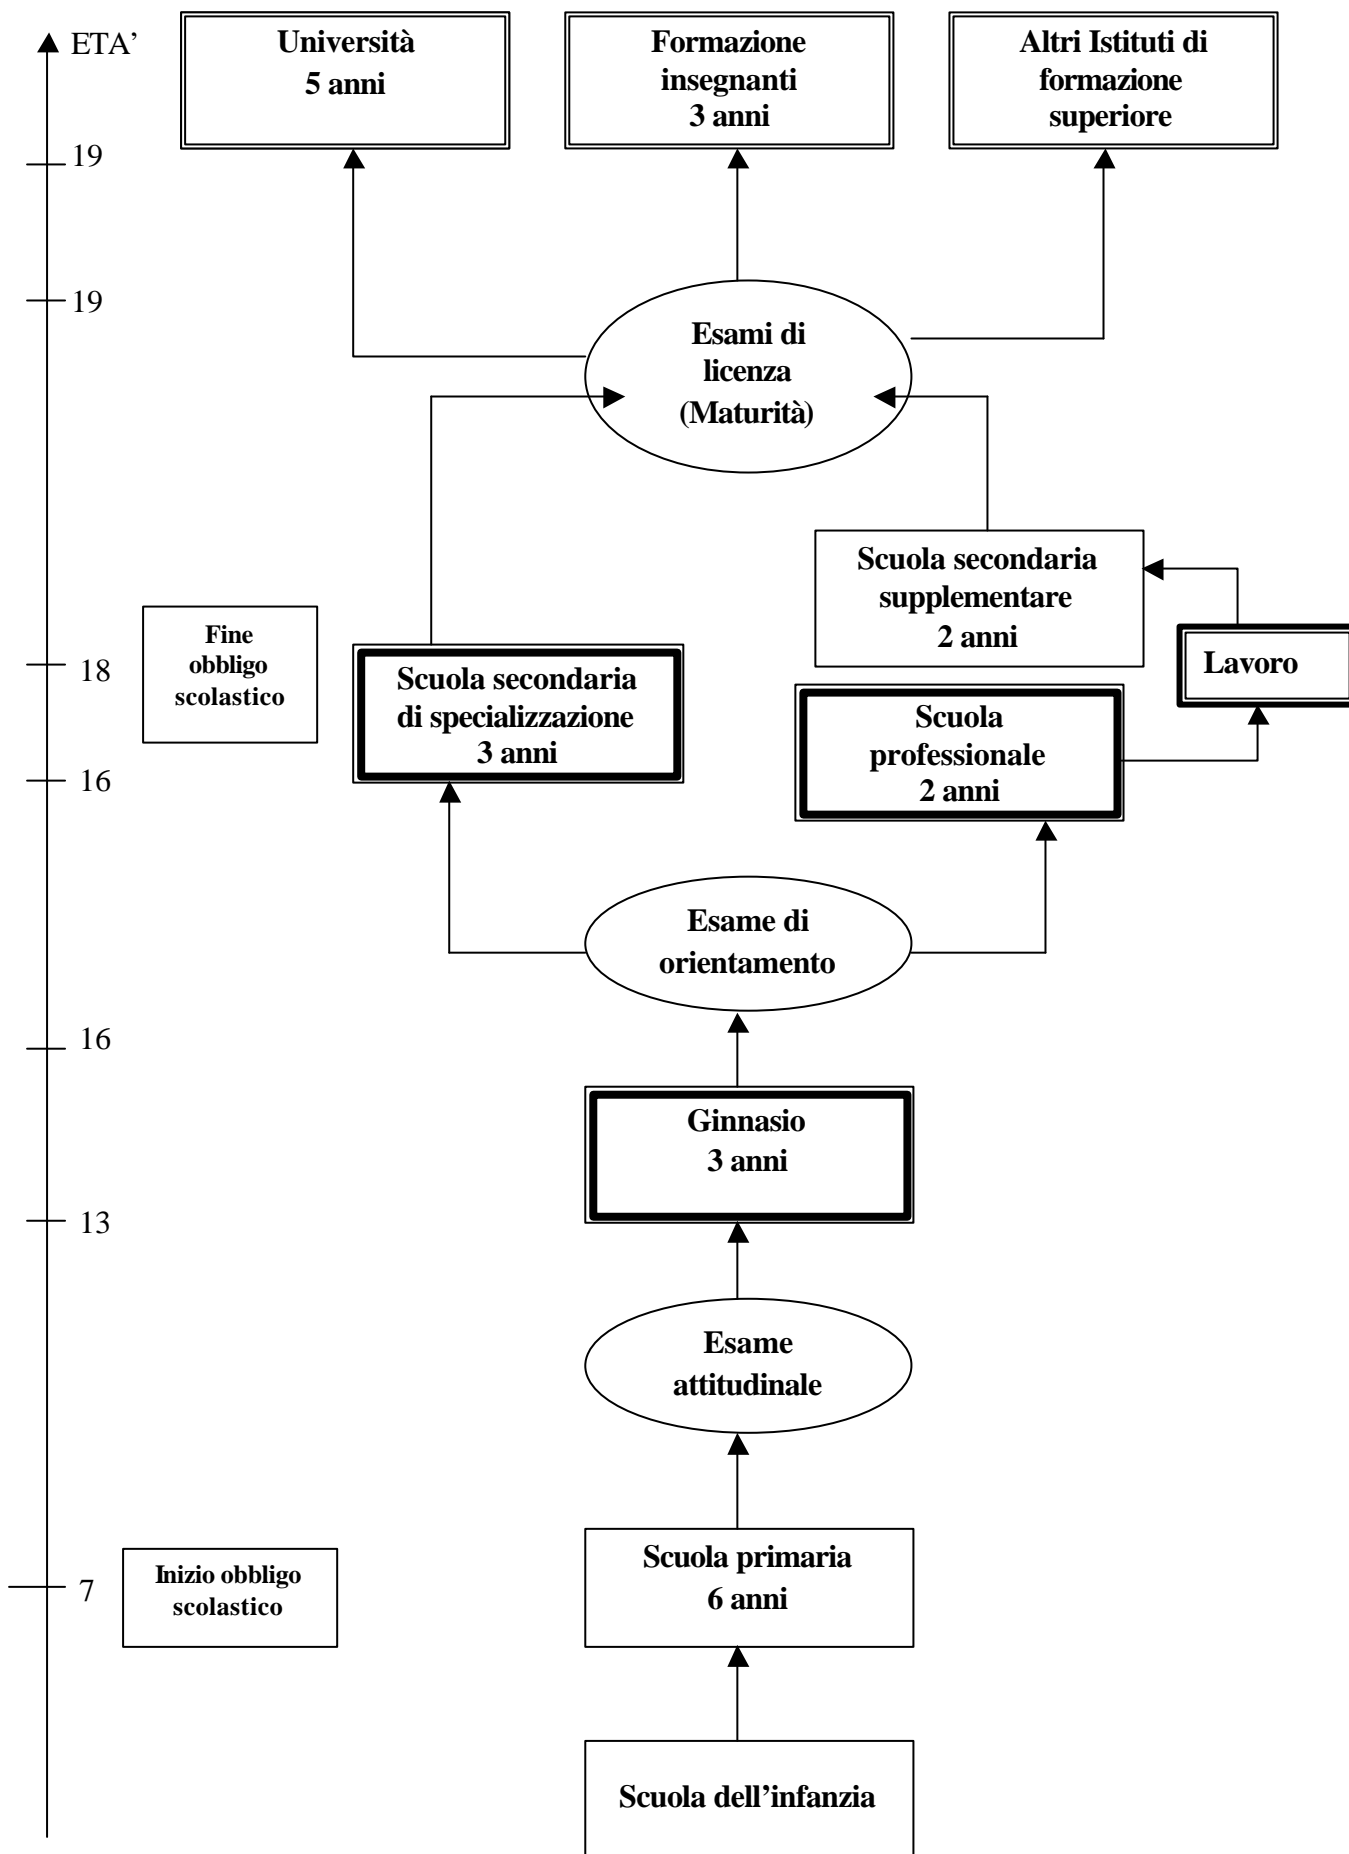 ETA’
Università
5 anni
Formazione
insegnanti
3 anni
Altri Istituti di
formazione
superiore
19
19
Esami di
licenza
(Maturità)
Scuola secondaria
supplementare
2 anni
Fine
obbligo
scolastico
18
Scuola secondaria
di specializzazione
3 anni
Lavoro
Scuola
professionale
2 anni
16
Esame di
orientamento
16
Ginnasio
3 anni
13
Esame
attitudinale
Scuola primaria
6 anni
Inizio obbligo
scolastico
7
Scuola dell’infanzia